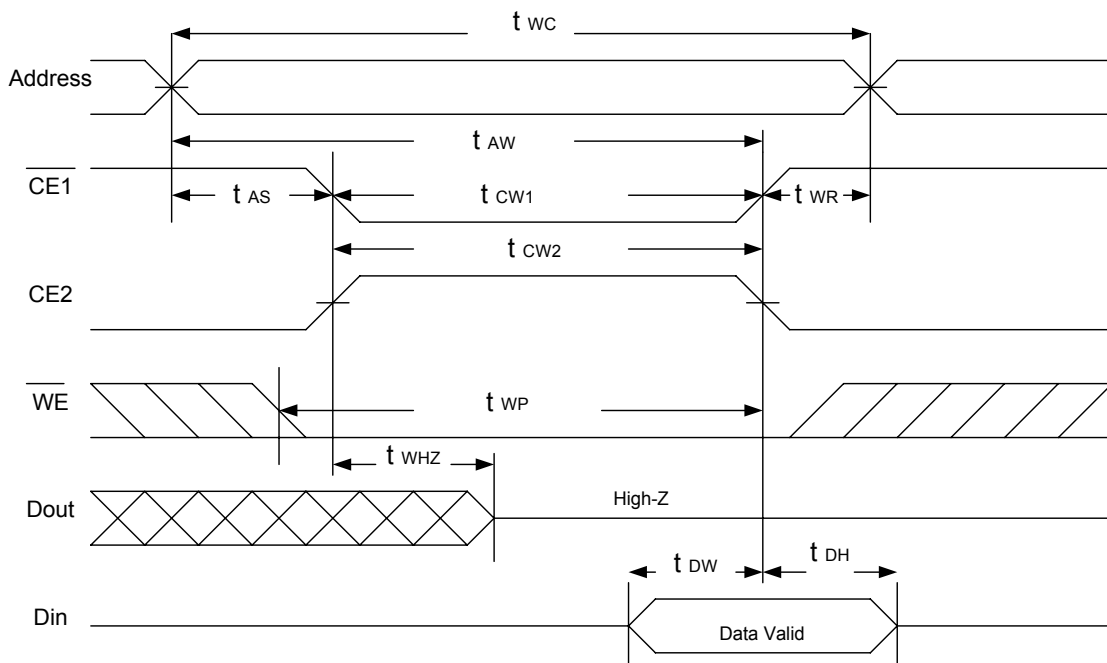 t WC
Address
t AW
CE1
t AS
t CW1
t WR
t CW2
CE2
WE
t WP
t WHZ
Dout
High-Z
t DW
t DH
Din
Data Valid